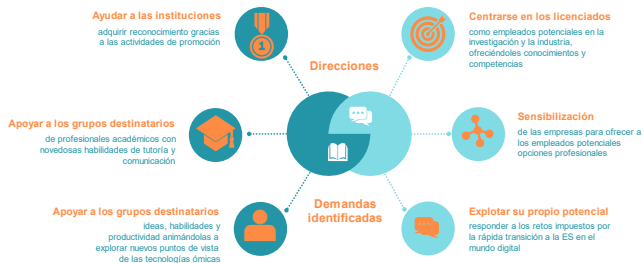 Ayudar a las instituciones
adquirir reconocimiento gracias
a las actividades de promoción
1
Apoyar a los grupos destinatarios
de profesionales académicos con
novedosas habilidades de tutoría y
comunicación
Apoyar a los grupos destinatarios
ideas, habilidades y
productividad animándolas a
explorar nuevos puntos de vista
de las tecnologías ómicas
Direcciones
Demandas
identificadas
Centrarse en los licenciados
como empleados potenciales en la
investigación y la industria,
ofreciéndoles conocimientos y
competencias
Sensibilización
de las empresas para ofrecer a
los empleados potenciales
opciones profesionales
Explotar su propio potencial
responder a los retos impuestos por
la rápida transición a la ES en el
mundo digital